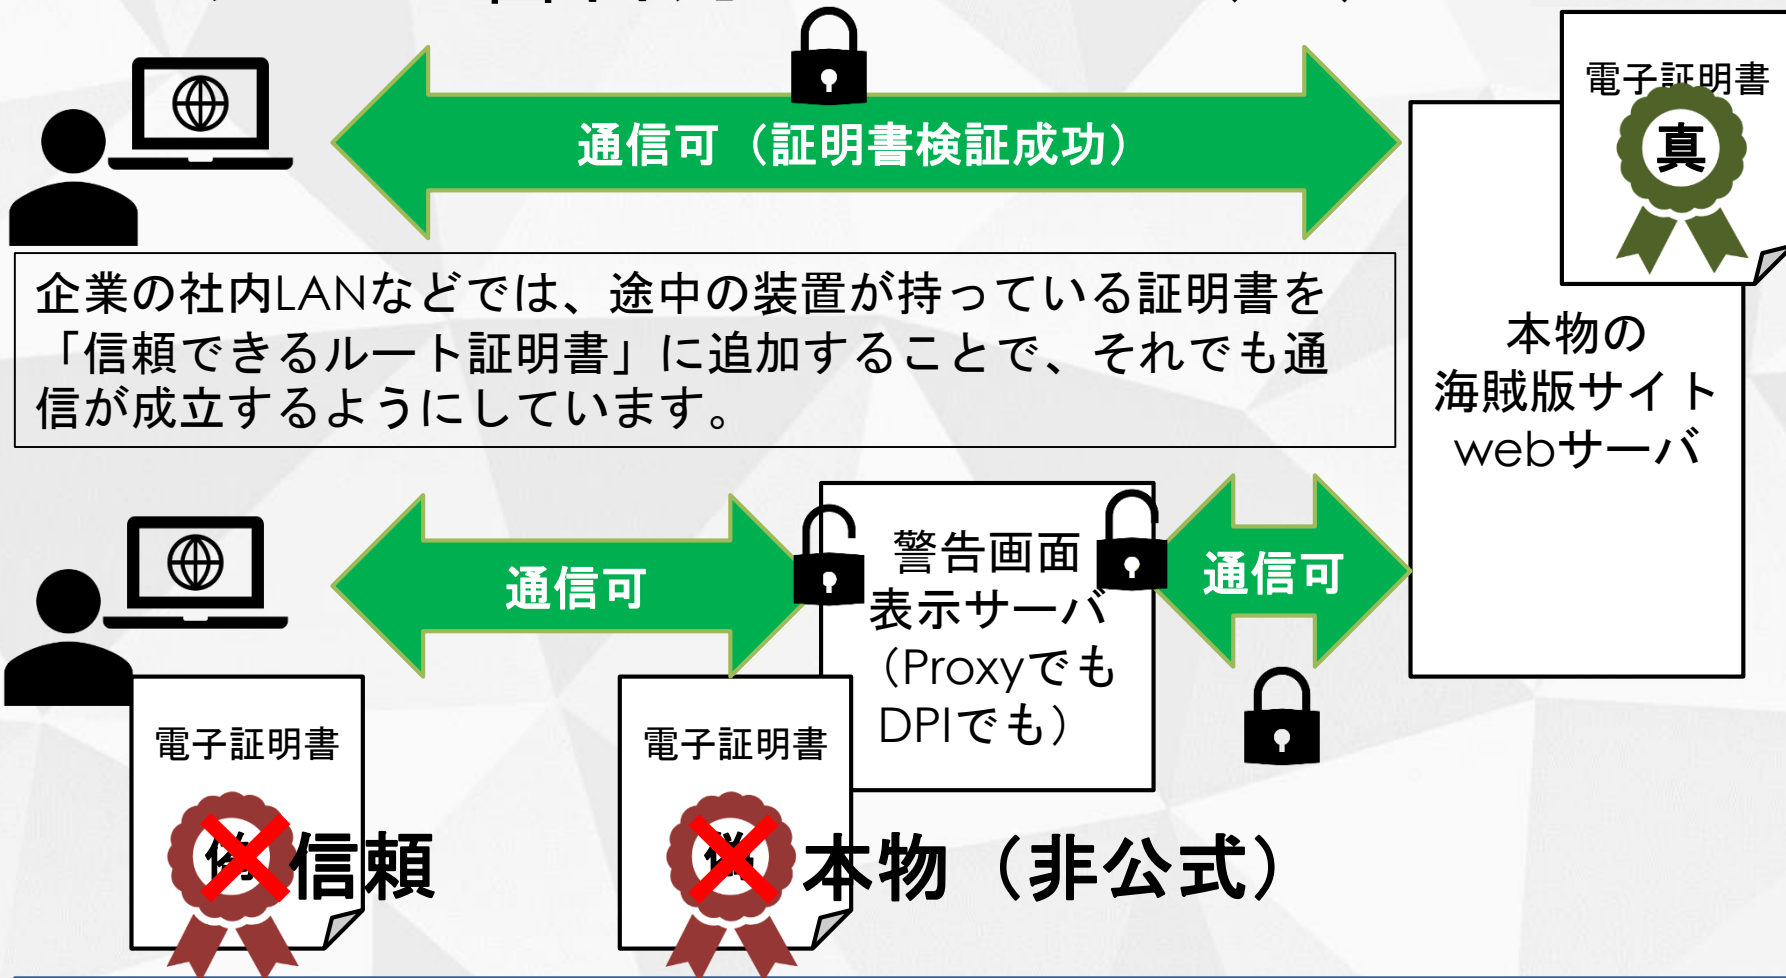 電子証明書
真
通信可（証明書検証成功）
企業の社内LANなどでは、途中の装置が持っている証明書を
「信頼できるルート証明書」に追加することで、それでも通
信が成立するようにしています。
本物の
海賊版サイト
webサーバ
通信可
警告画面
表示サーバ
（Proxyでも
DPIでも）
通信可
電子証明書
信頼
電子証明書
本物（非公式）